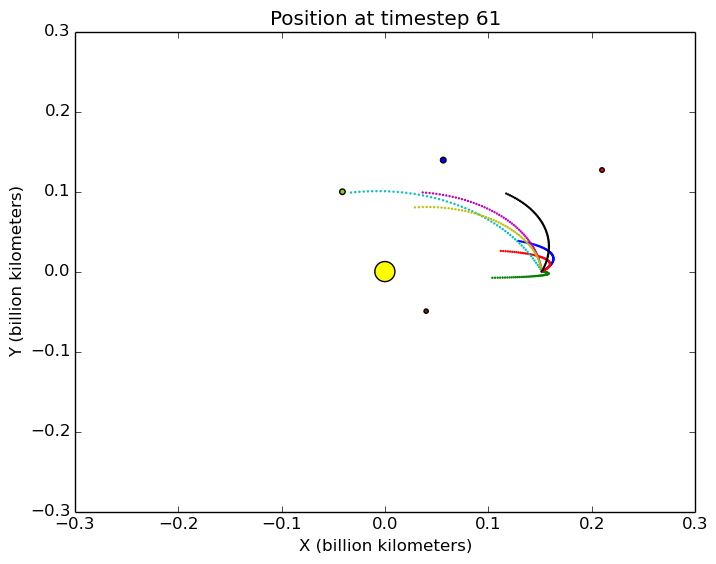 Position at timestep 61
0.3
0.2
0.1
0.0
−0.1
−0.2
−0.3
Y (billion kilometers)
−0.3 −0.2 −0.1 0.0 0.1 0.2 0.3
X (billion kilometers)